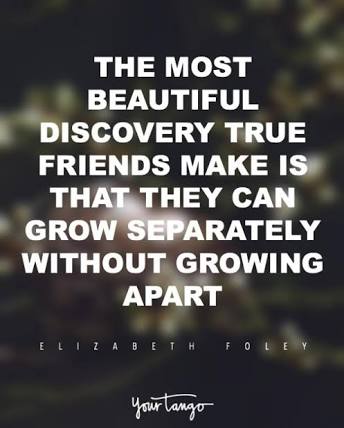 THE MOST
BEAUTIFUL
DISCOVERY TRUE
FRIENDS MAKE IS
THAT THEY CAN
GROW SEPARATELY
WITHOUT GROWING
APART
ELIZABETH FOLEY
YourTango